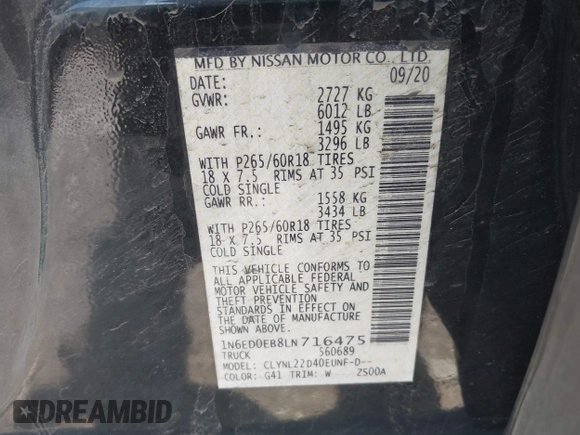 MFD BY NISSAN MOTOR CO., LTD.
DATE: 09/20
GVWR: 2727 KG
6012 LB
GAWR FR.: 1495 KG
3296 LB
WITH P265/60R18 TIRES
18 X 7.5 RIMS AT 35 PSI
COLD SINGLE
GAWR RR.: 1558 KG
3434 LB
WITH P265/60R18 TIRES
18 X 7.5 RIMS AT 35 PSI
COLD SINGLE
THIS VEHICLE CONFORMS TO
ALL APPLICABLE FEDERAL
MOTOR VEHICLE SAFETY AND
THEFT PREVENTION
STANDARDS IN EFFECT ON
THE DATE OF MANUFACTURE
SHOWN ABOVE.
1N6ED0EB8LN716475
TRUCK 560689
MODEL: CLYNL22D40EUNF-D--
COLOR: G41 TRIM: W ZS00A
DREAMBID